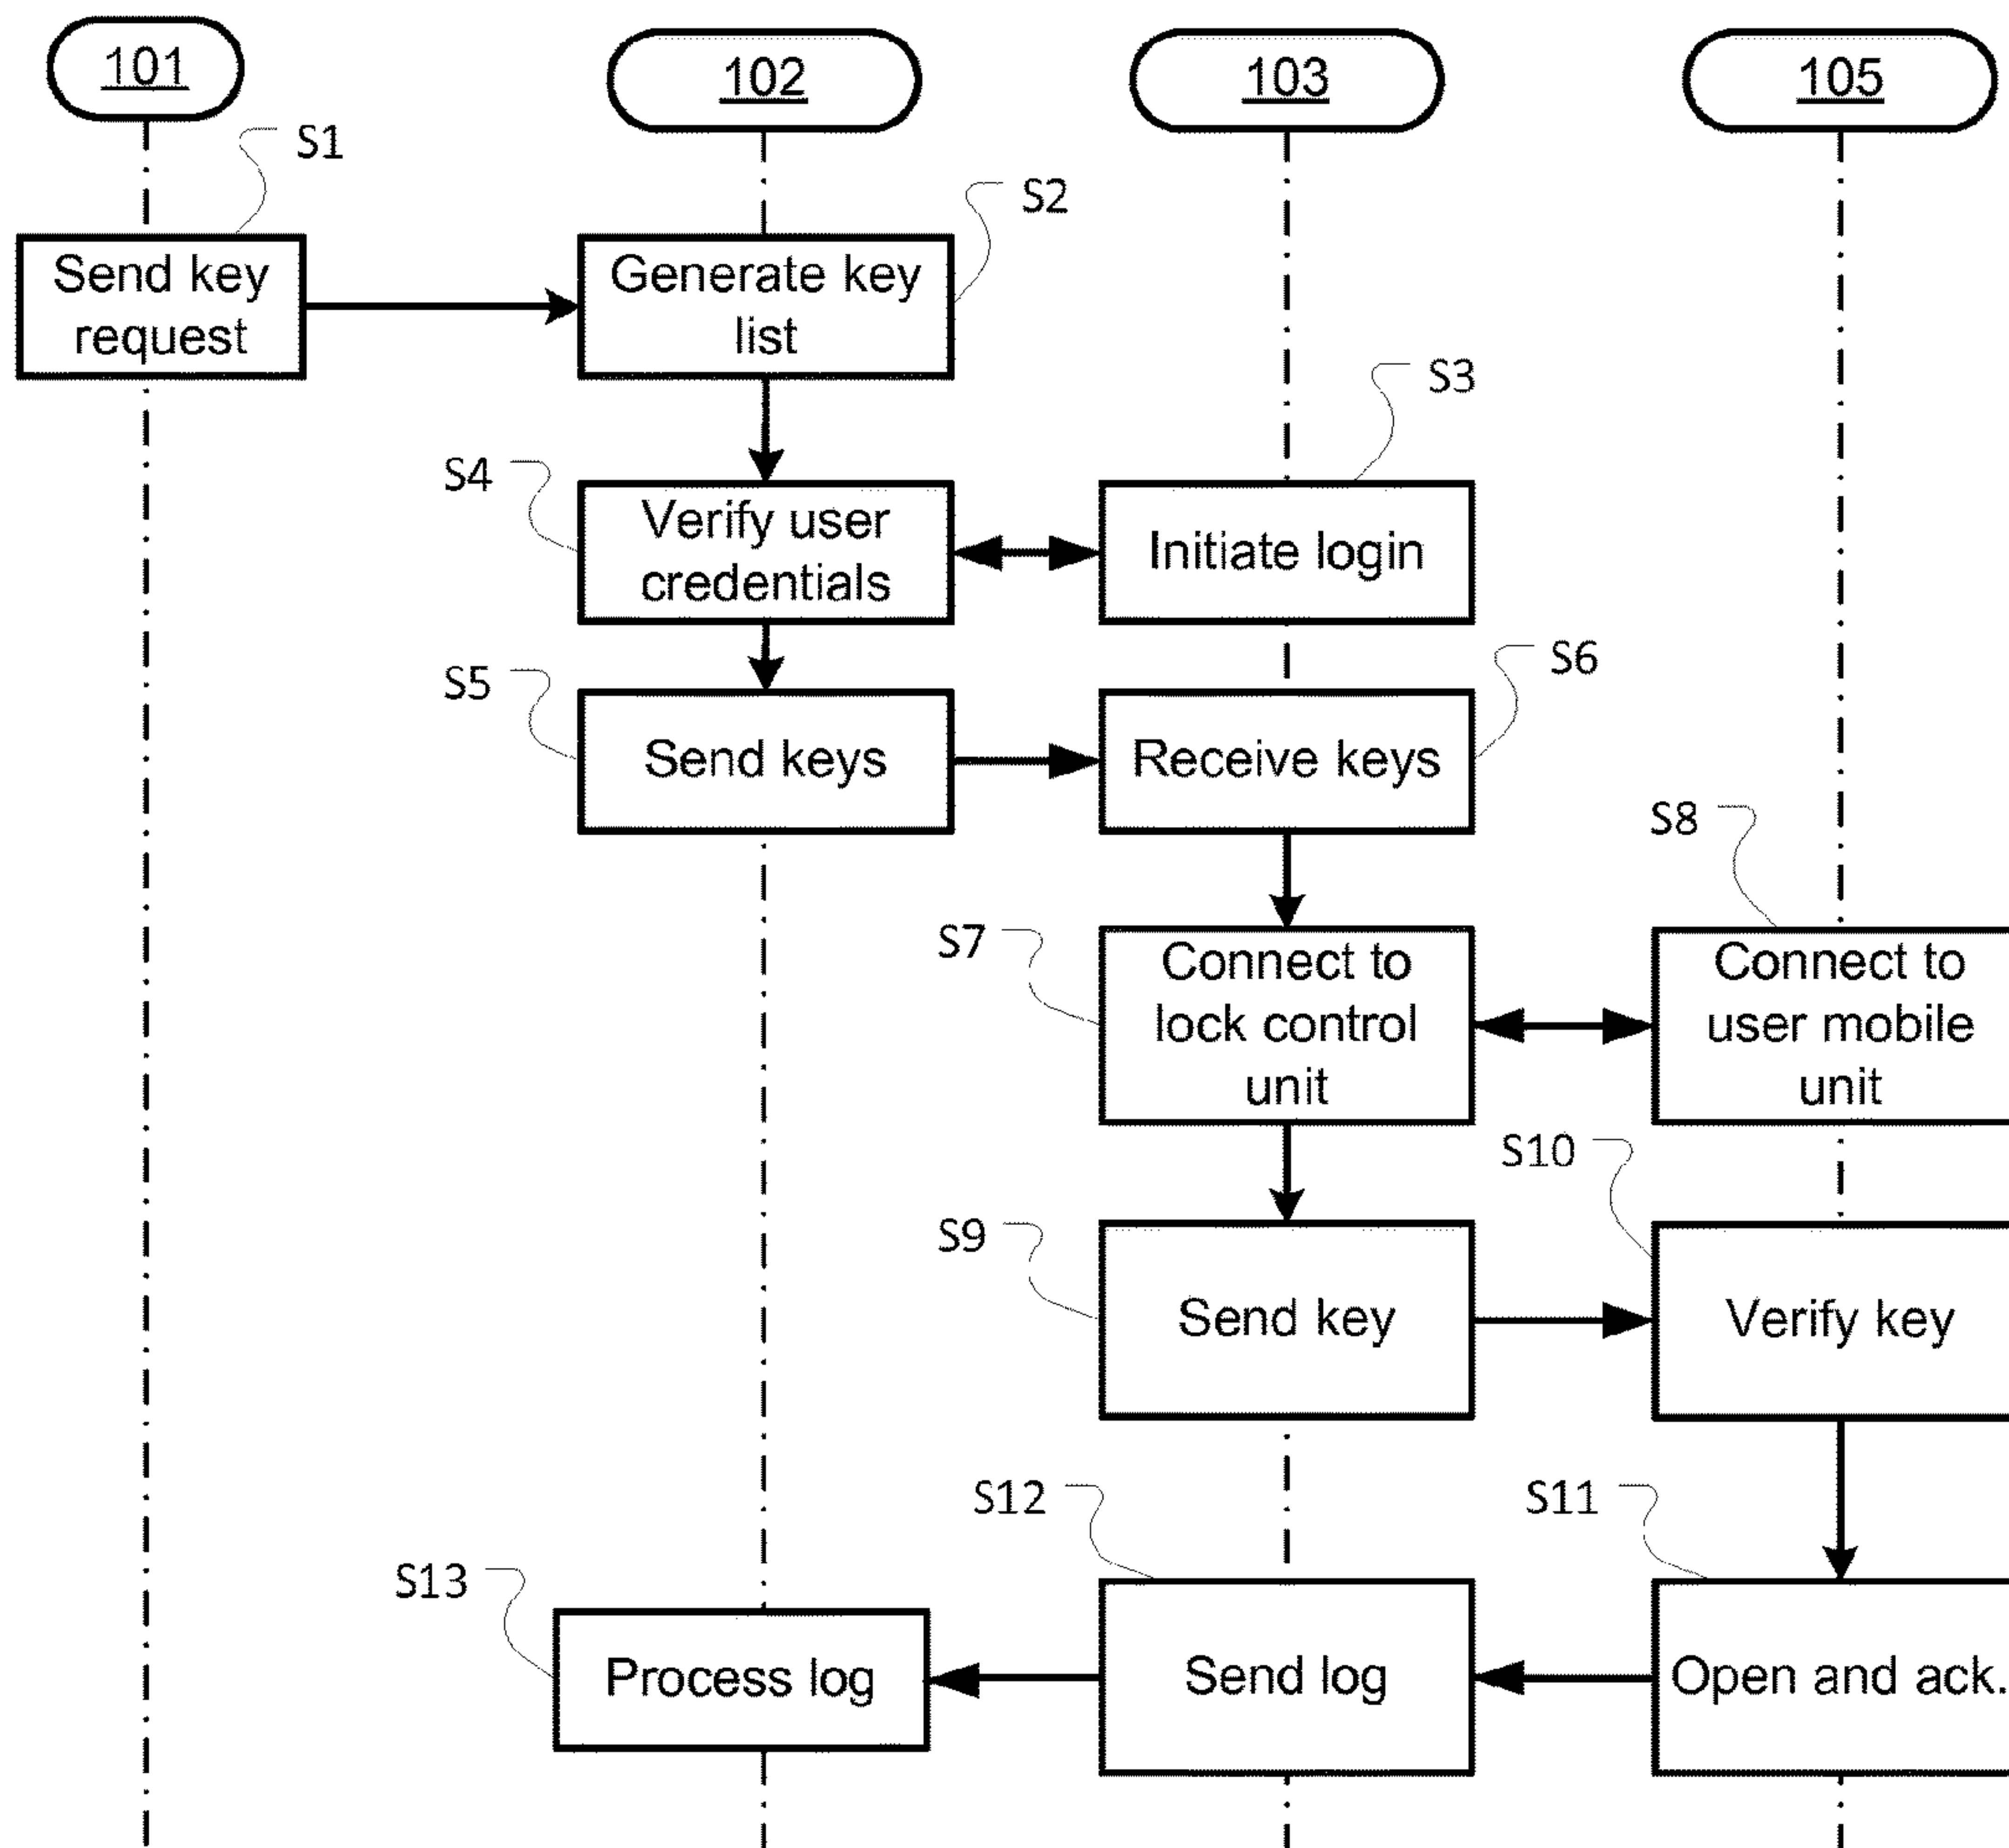 101
102
103
105
S1
S2
Send key
request
Generate key
list
S3
S4
Verify user
credentials
Initiate login
S5
S6
Send keys
Receive keys
S8
S7
Connect to
lock control
unit
Connect to
user mobile
unit
S10
S9
Send key
Verify key
S12
S11
S13
Process log
Send log
Open and ack.